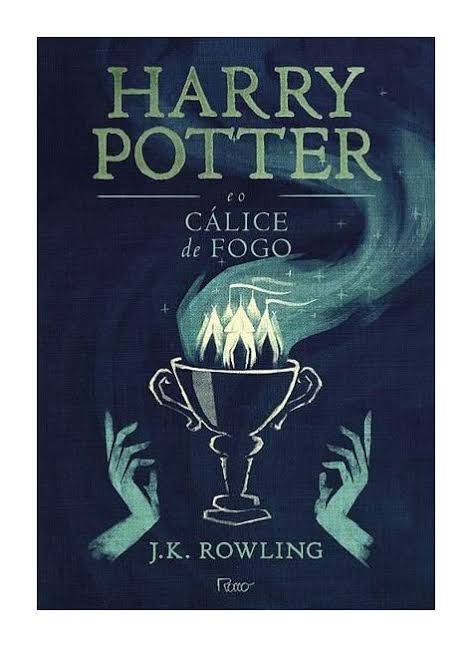 HARRY
POTTER
e o
CÁLICE
de FOGO
J.K. ROWLING
Rocco